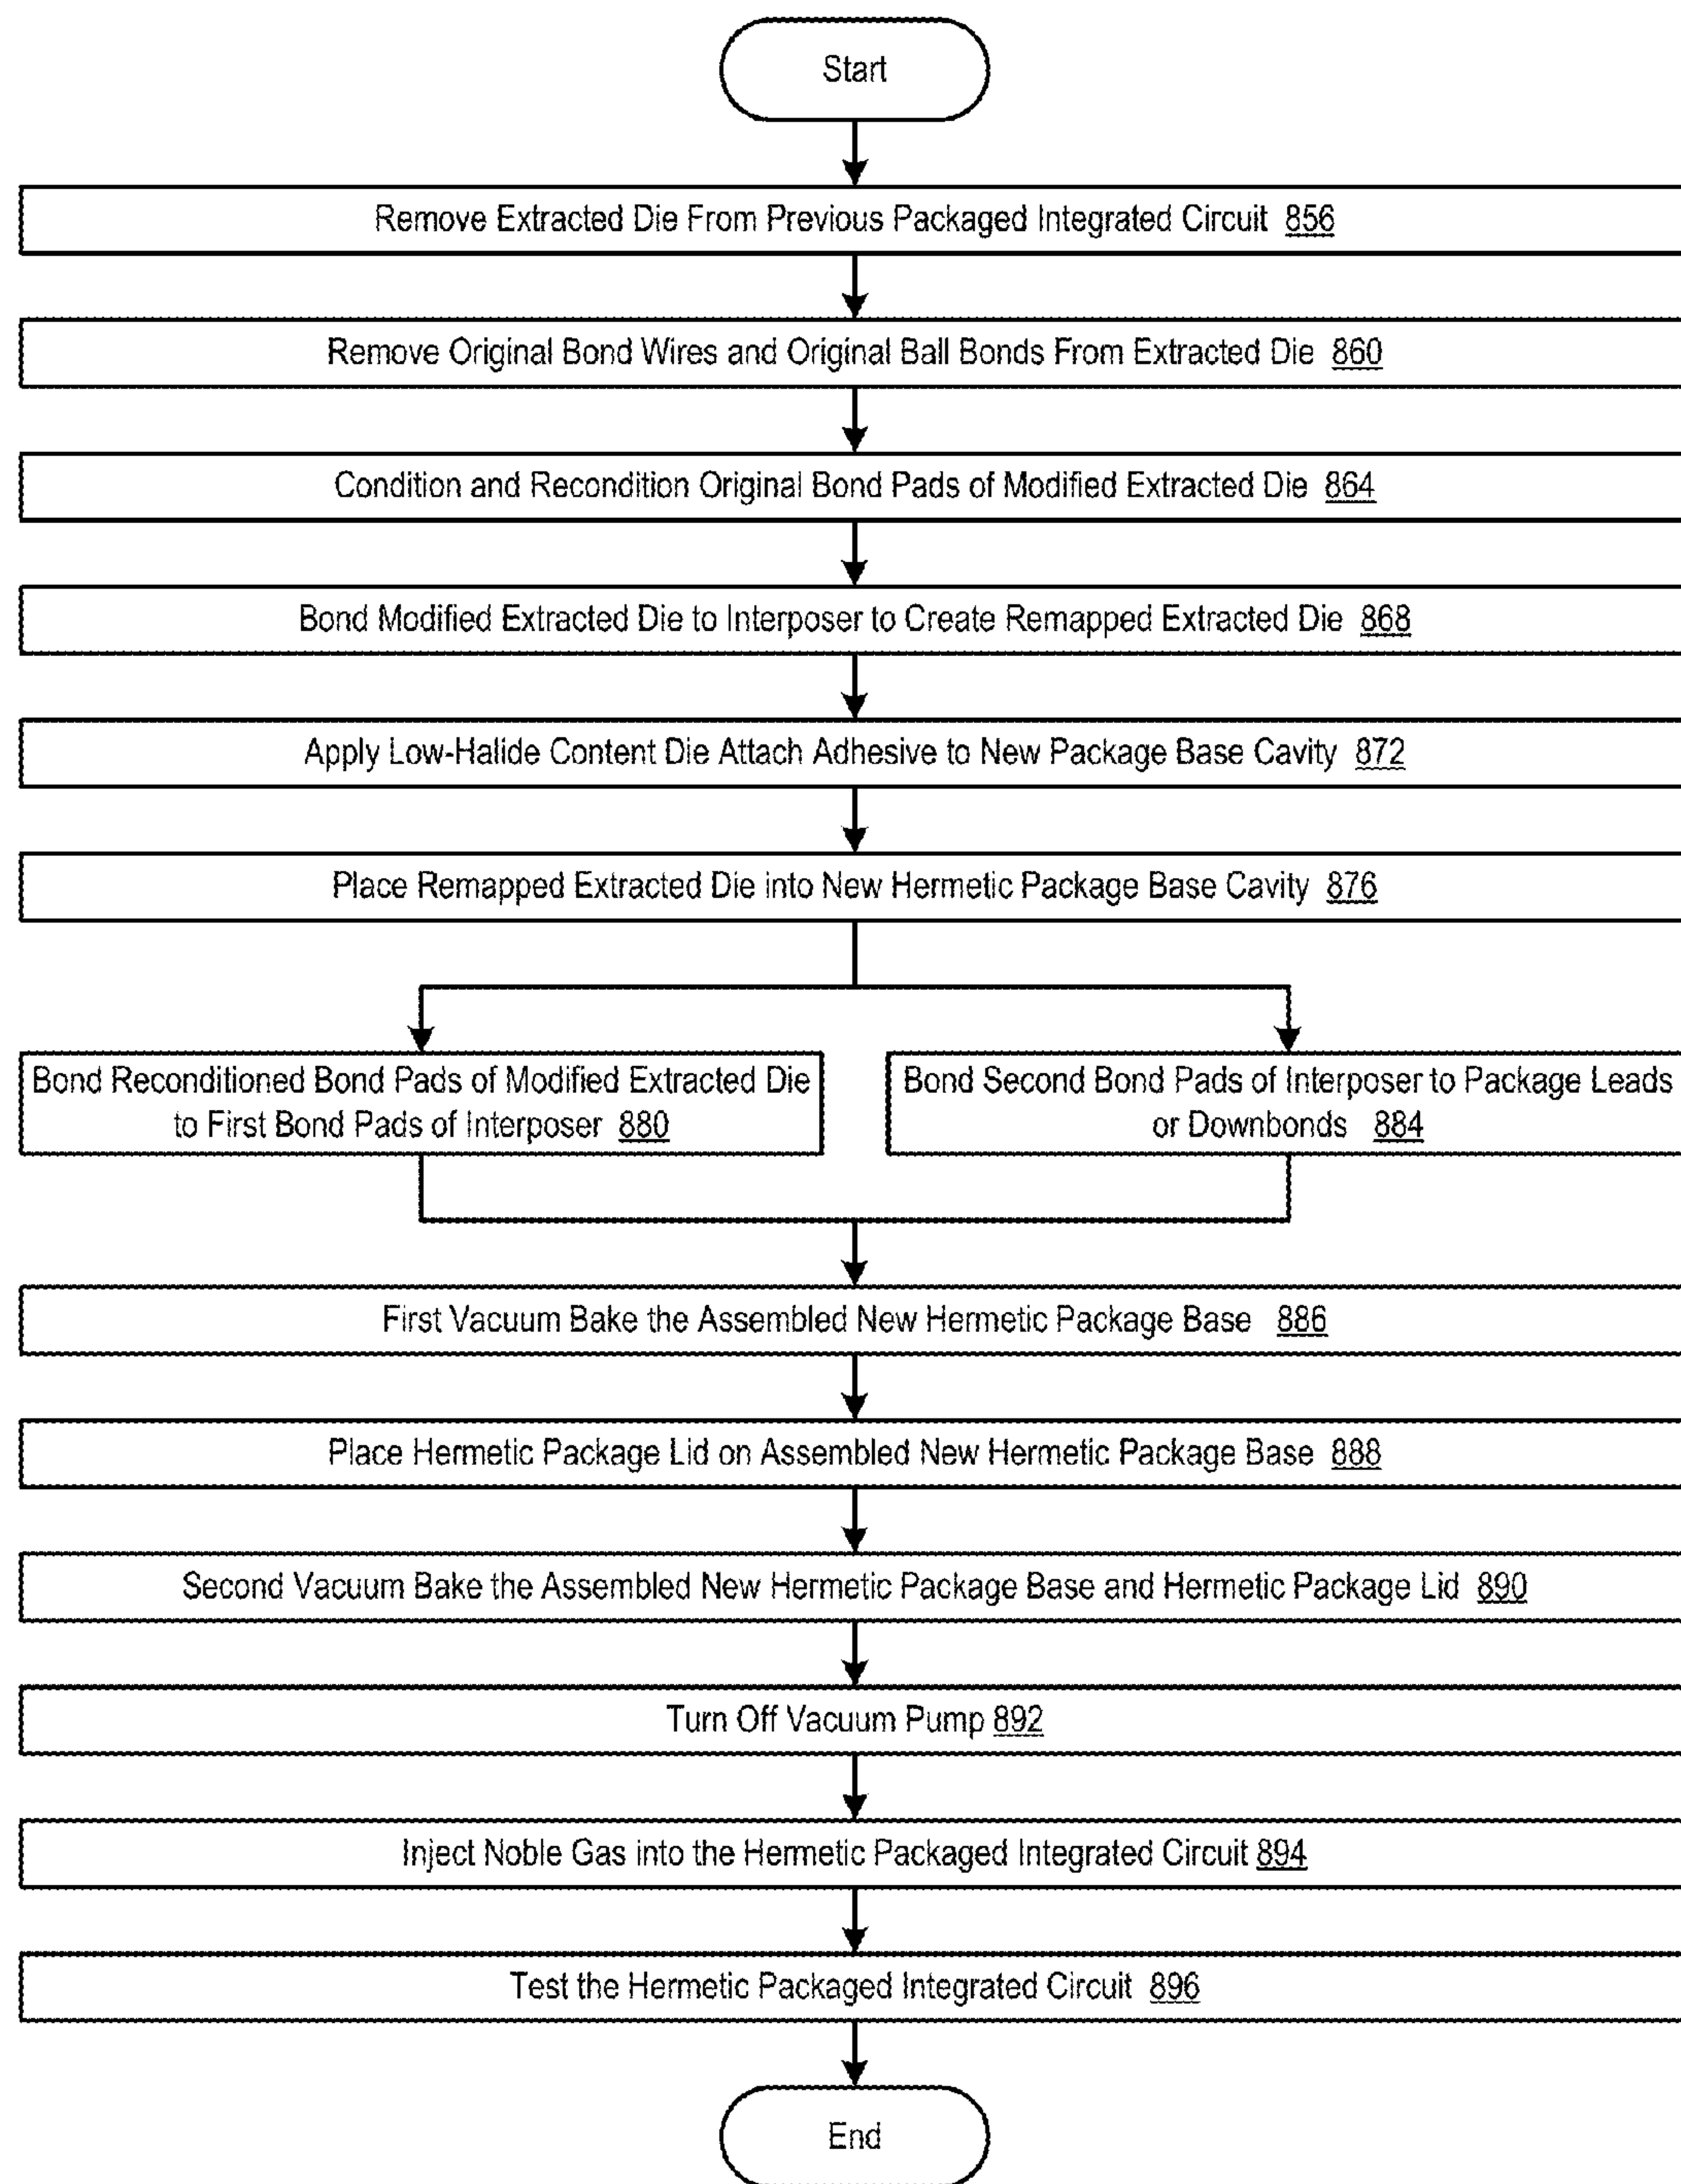 Start
Remove Extracted Die From Previous Packaged Integrated Circuit 856
Remove Original Bond Wires and Original Ball Bonds From Extracted Die 860
Condition and Recondition Original Bond Pads of Modified Extracted Die 864
Bond Modified Extracted Die to Interposer to Create Remapped Extracted Die 868
Apply Low-Halide Content Die Attach Adhesive to New Package Base Cavity 872
Place Remapped Extracted Die into New Hermetic Package Base Cavity 876
Bond Reconditioned Bond Pads of Modified Extracted Die
to First Bond Pads of Interposer 880
Bond Second Bond Pads of Interposer to Package Leads
or Downbonds 884
First Vacuum Bake the Assembled New Hermetic Package Base 886
Place Hermetic Package Lid on Assembled New Hermetic Package Base 888
Second Vacuum Bake the Assembled New Hermetic Package Base and Hermetic Package Lid 890
Turn Off Vacuum Pump 892
Inject Noble Gas into the Hermetic Packaged Integrated Circuit 894
Test the Hermetic Packaged Integrated Circuit 896
End